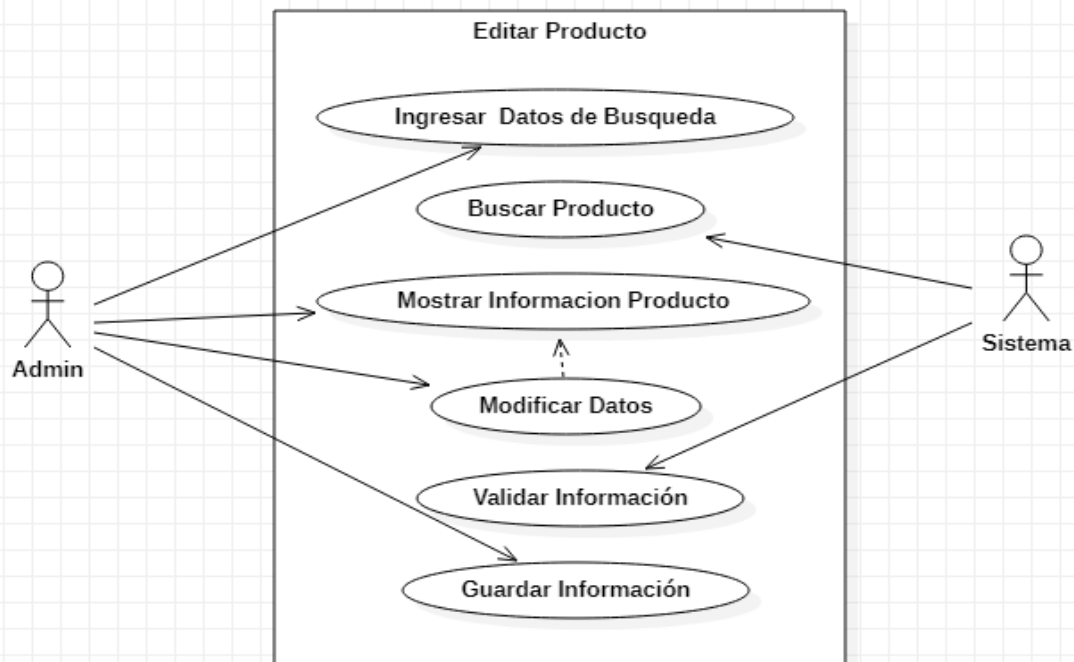 Editar Producto
Ingresar Datos de Busqueda
Buscar Producto
Mostrar Informacion Producto
Admin
Sistema
Modificar Datos
Validar Información
Guardar Información